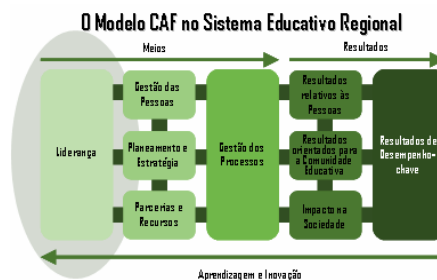 O Modelo CAF no Sistema Educativo Regional
Meios
Resultados
Liderança
Gestão das
Pessoas
Planeamento e
Estratégia
Parcerias e
Recursos
Gestão dos
Processos
Resultados
relativos às
Pessoas
Resultados
orientados para
a Comunidade
Educativa
Impacto na
Sociedade
Resultados de
Desempenho-
chave
Aprendizagem e Inovação